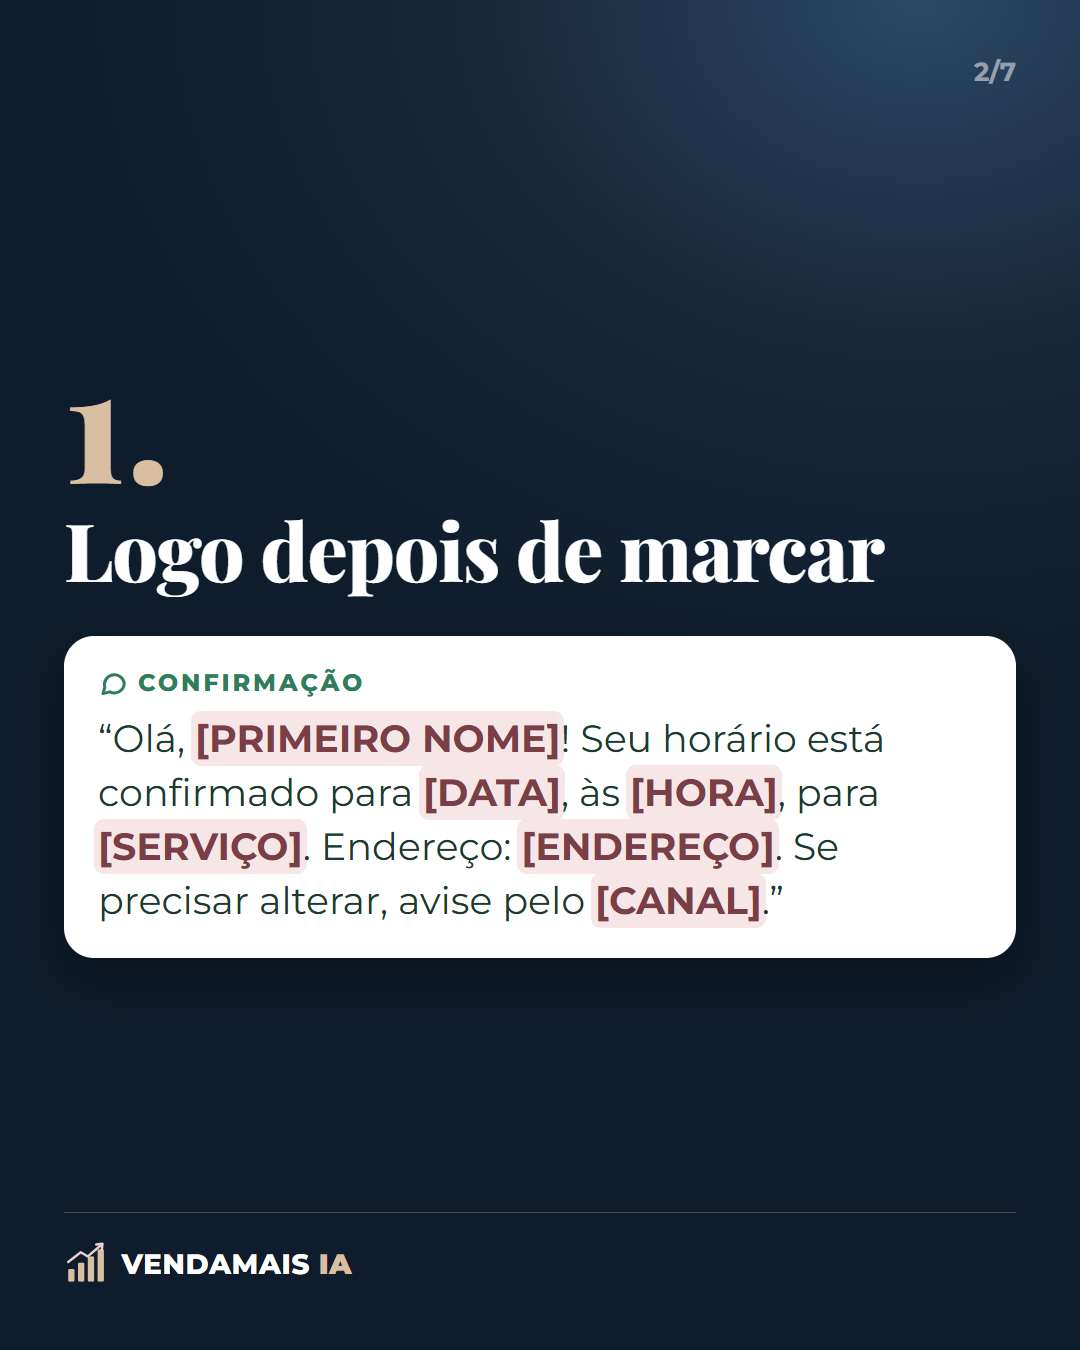 2/7
1.
Logo depois de marcar
CONFIRMAÇÃO
“Olá, [PRIMEIRO NOME]! Seu horário está
confirmado para [DATA], às [HORA], para
[SERVIÇO]. Endereço: [ENDEREÇO]. Se
precisar alterar, avise pelo [CANAL].”
VENDAMAIS IA